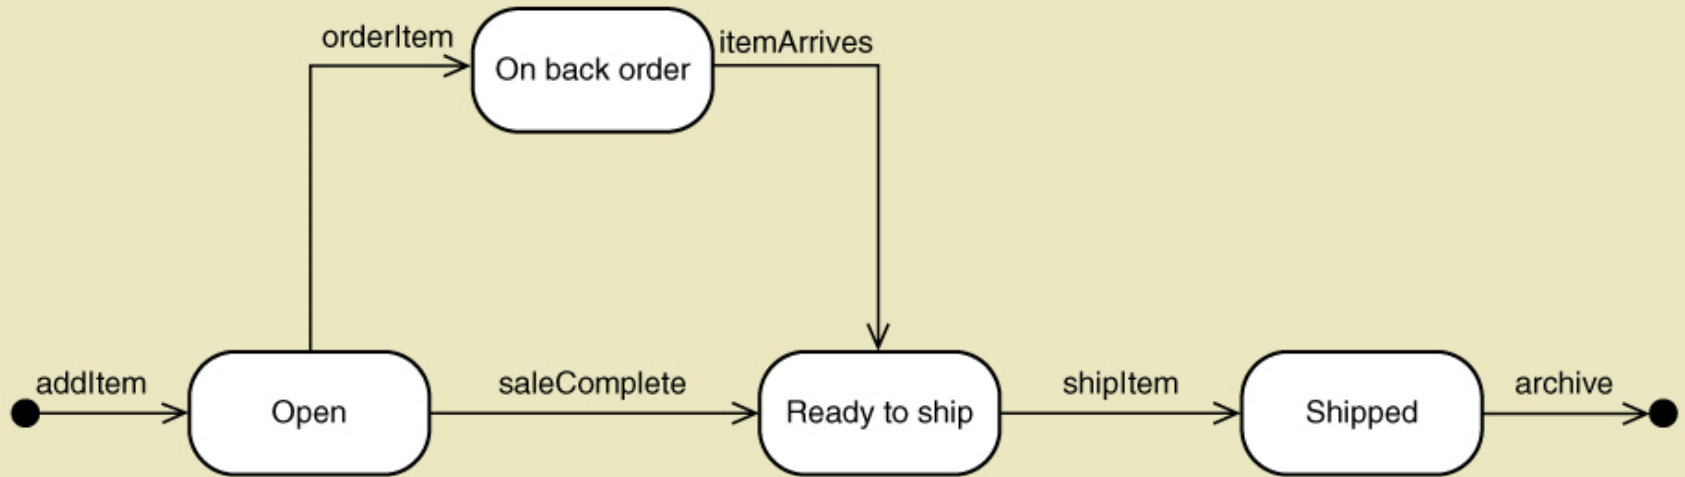 orderItem
On back order
itemArrives
addItem
Open
saleComplete
Ready to ship
shipItem
Shipped
archive